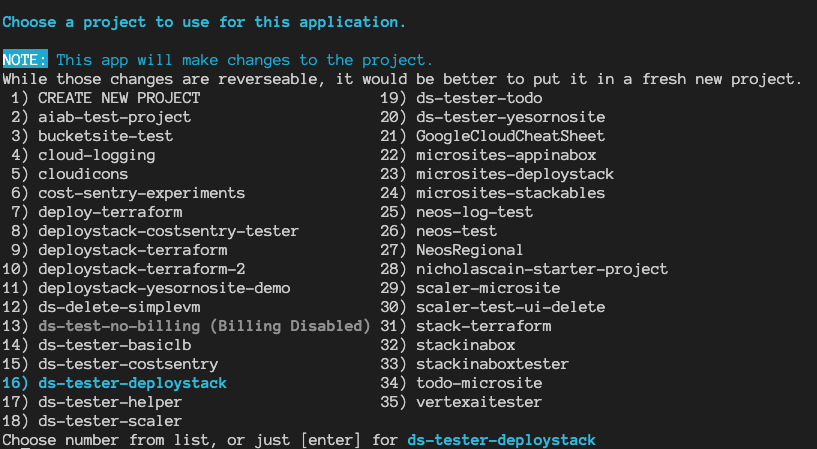 Choose a project to use for this application.
NOTE: This app will make changes to the project.
While those changes are reverseable, it would be better to put it in a fresh new project.
1) CREATE NEW PROJECT 19) ds-tester-todo
2) aiab-test-project 20) ds-tester-yesornosite
3) bucketsite-test 21) GoogleCloudCheatSheet
4) cloud-logging 22) microsites-appinabox
5) cloudicons 23) microsites-deploystack
6) cost-sentry-experiments 24) microsites-stackables
7) deploy-terraform 25) neos-log-test
8) deploystack-costsentry-tester 26) neos-test
9) deploystack-terraform 27) NeosRegional
10) deploystack-terraform-2 28) nicholascain-starter-project
11) deploystack-yesornosite-demo 29) scaler-microsite
12) ds-delete-simplevm 30) scaler-test-ui-delete
13) ds-test-no-billing (Billing Disabled) 31) stack-terraform
14) ds-tester-basiclb 32) stackinabox
15) ds-tester-costsentry 33) stackinaboxtester
16) ds-tester-deploystack 34) todo-microsite
17) ds-tester-helper 35) vertexaitester
18) ds-tester-scaler
Choose number from list, or just [enter] for ds-tester-deploystack